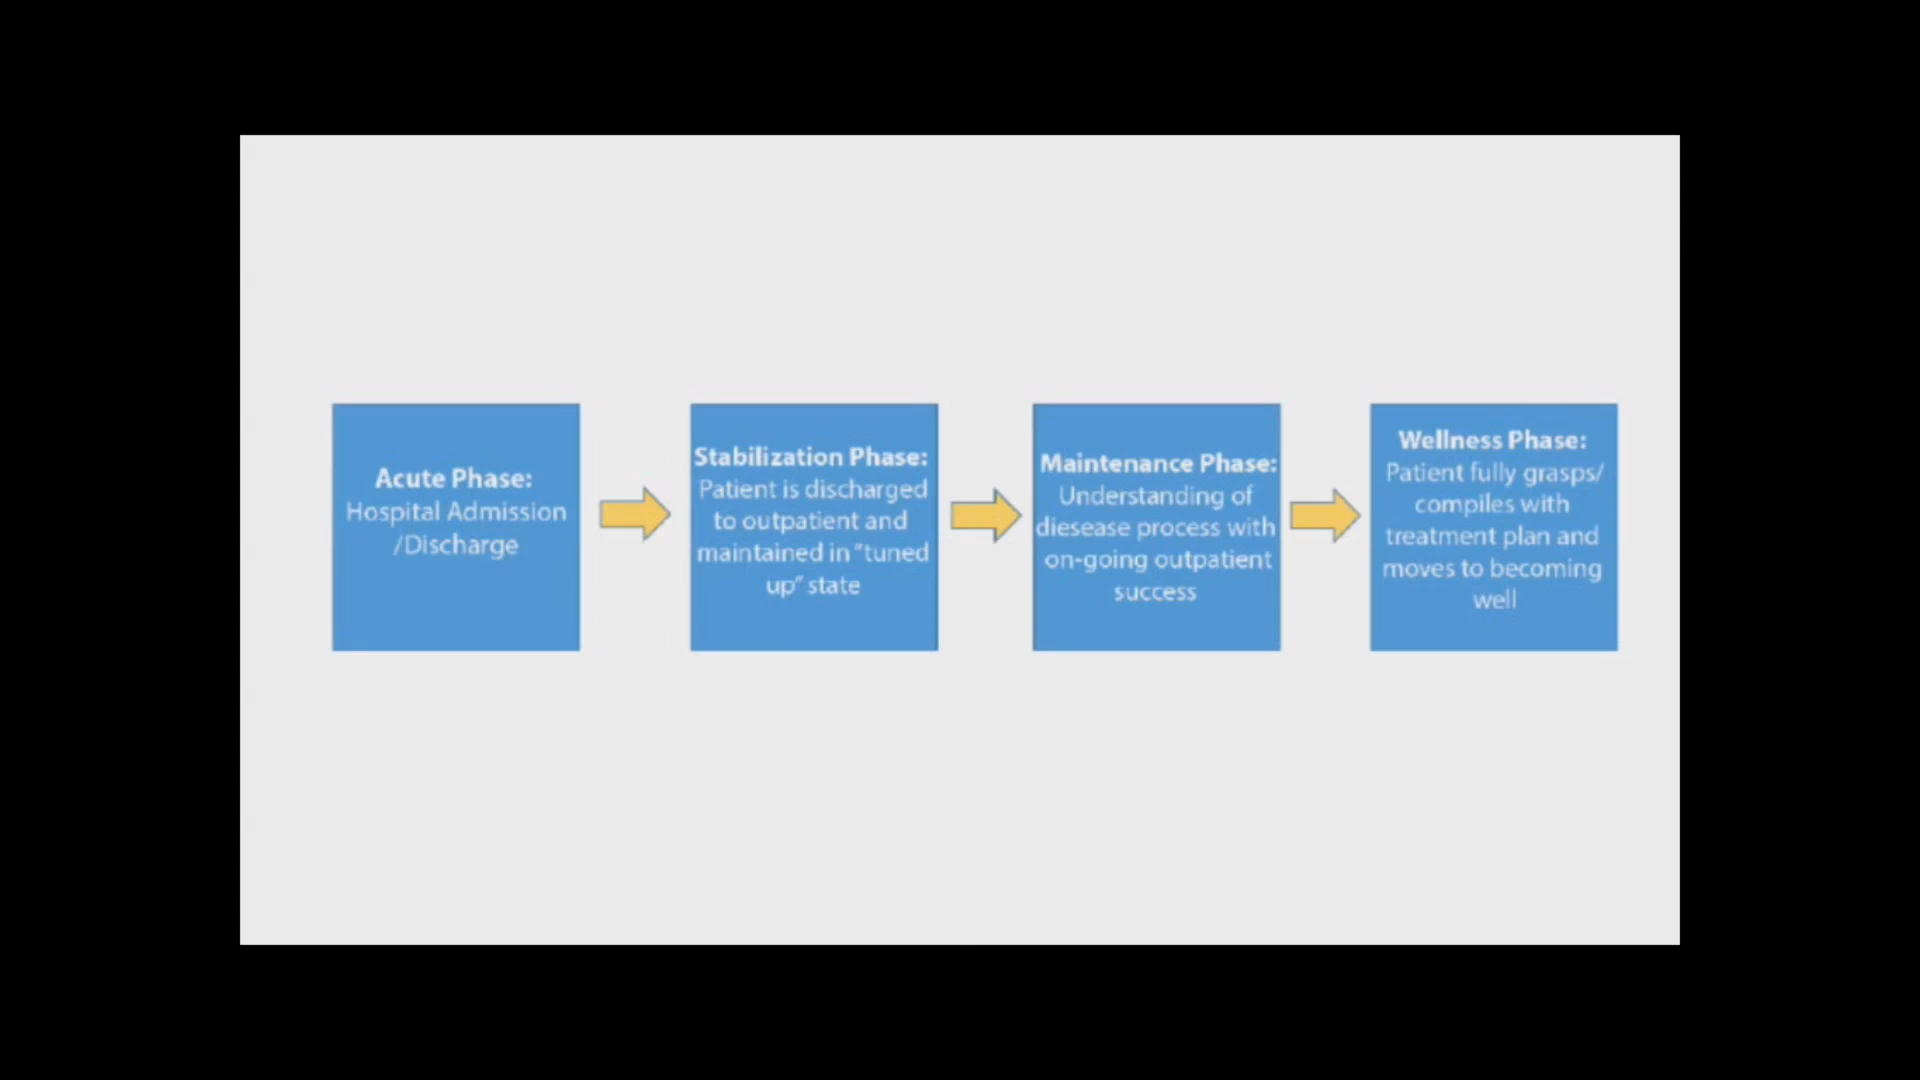 Acute Phase:
Hospital Admission
/Discharge
Stabilization Phase:
Patient is discharged
to outpatient and
maintained in "tuned
up" state
Maintenance Phase:
Understanding of
diesease process with
on-going outpatient
success
Wellness Phase:
Patient fully grasps/
compiles with
treatment plan and
moves to becoming
well